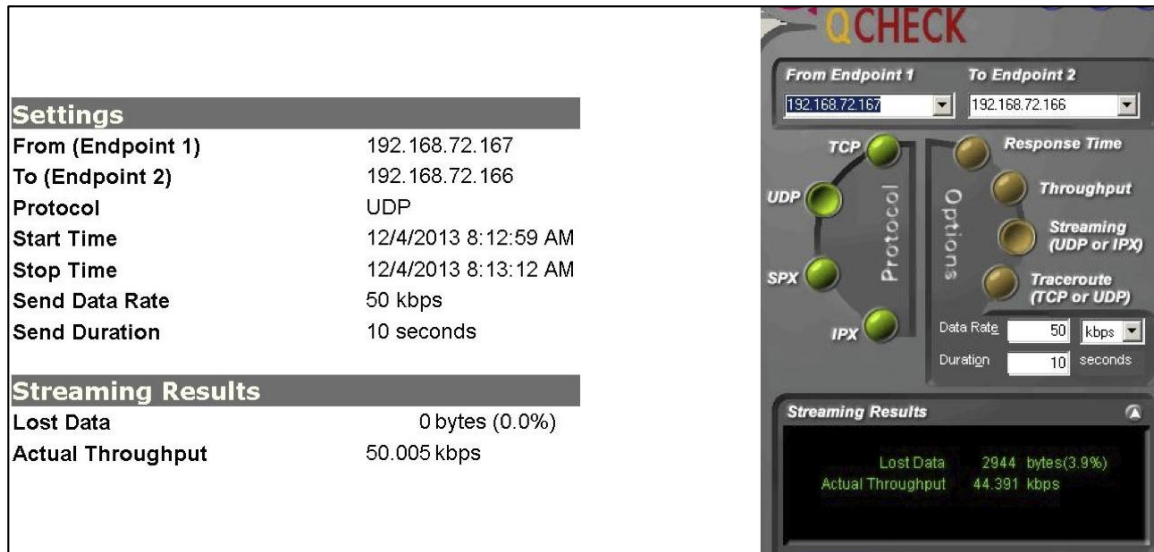 Settings
From (Endpoint 1) 192.168.72.167
To (Endpoint 2) 192.168.72.166
Protocol UDP
Start Time 12/4/2013 8:12:59 AM
Stop Time 12/4/2013 8:13:12 AM
Send Data Rate 50 kbps
Send Duration 10 seconds
Streaming Results
Lost Data 0 bytes (0.0%)
Actual Throughput 50.005 kbps
QCHECK
From Endpoint 1 To Endpoint 2
192.168.72.167 192.168.72.166
TCP
UDP
SPX
IPX
Protocol
Options
Response Time
Throughput
Streaming
(UDP or IPX)
Traceroute
(TCP or UDP)
Data Rate 50 kbps
Duration 10 seconds
Streaming Results
Lost Data 2944 bytes(3.9%)
Actual Throughput 44.391 kbps